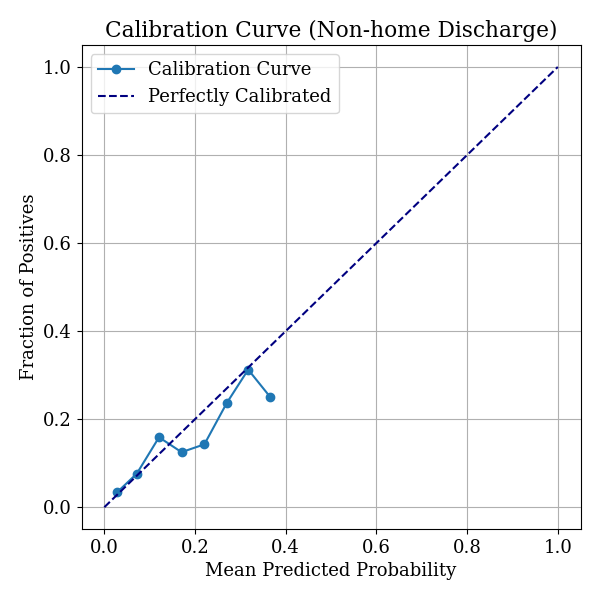 Calibration Curve (Non-home Discharge)
Calibration Curve
Perfectly Calibrated
Fraction of Positives
1.0
0.8
0.6
0.4
0.2
0.0
0.0 0.2 0.4 0.6 0.8 1.0
Mean Predicted Probability